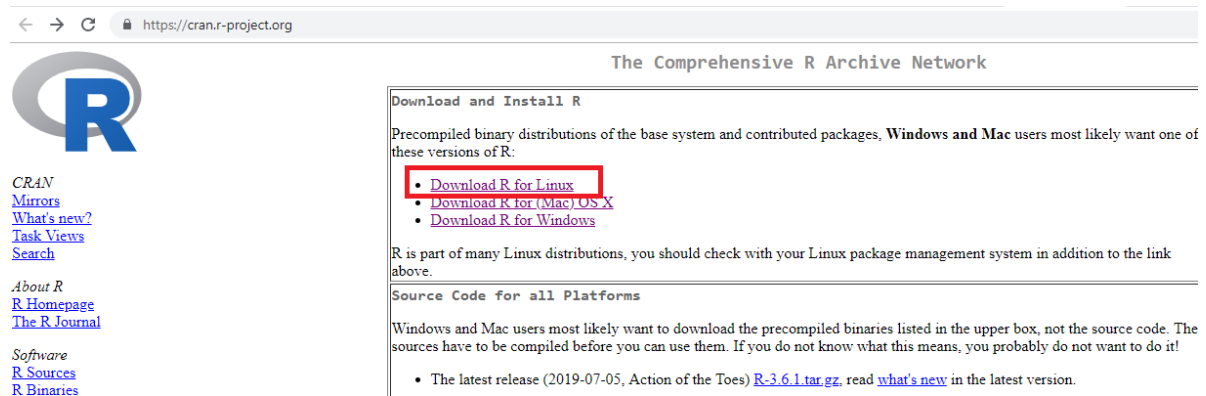 https://cran.r-project.org
R
CRAN
Mirrors
What's new?
Task Views
Search
About R
R Homepage
The R Journal
Software
R Sources
R Binaries
The Comprehensive R Archive Network
Download and Install R
Precompiled binary distributions of the base system and contributed packages, Windows and Mac users most likely want one of
these versions of R:
• Download R for Linux
• Download R for (Mac) OS X
• Download R for Windows
R is part of many Linux distributions, you should check with your Linux package management system in addition to the link
above.
Source Code for all Platforms
Windows and Mac users most likely want to download the precompiled binaries listed in the upper box, not the source code. The
sources have to be compiled before you can use them. If you do not know what this means, you probably do not want to do it!
• The latest release (2019-07-05, Action of the Toes) R-3.6.1.tar.gz, read what's new in the latest version.